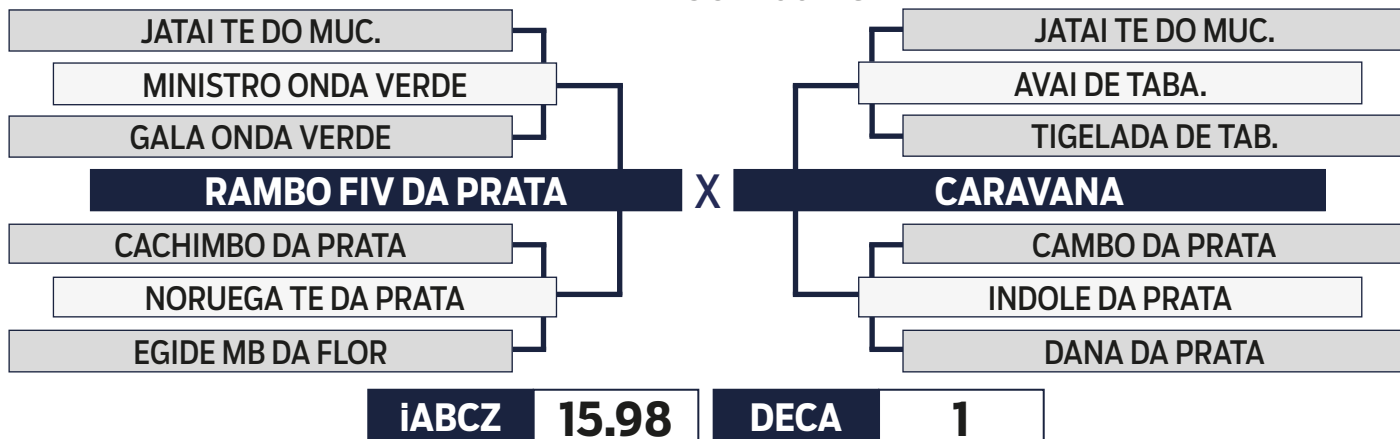 JATAI TE DO MUC.
JATAI TE DO MUC.
MINISTRO ONDA VERDE
AVAI DE TABA.
GALA ONDA VERDE
TIGELADA DE TAB.
RAMBO FIV DA PRATA X CARAVANA
CACHIMBO DA PRATA
CAMBO DA PRATA
NORUEGA TE DA PRATA
INDOLE DA PRATA
EGIDE MB DA FLOR
DANA DA PRATA
iABCZ 15.98 DECA 1